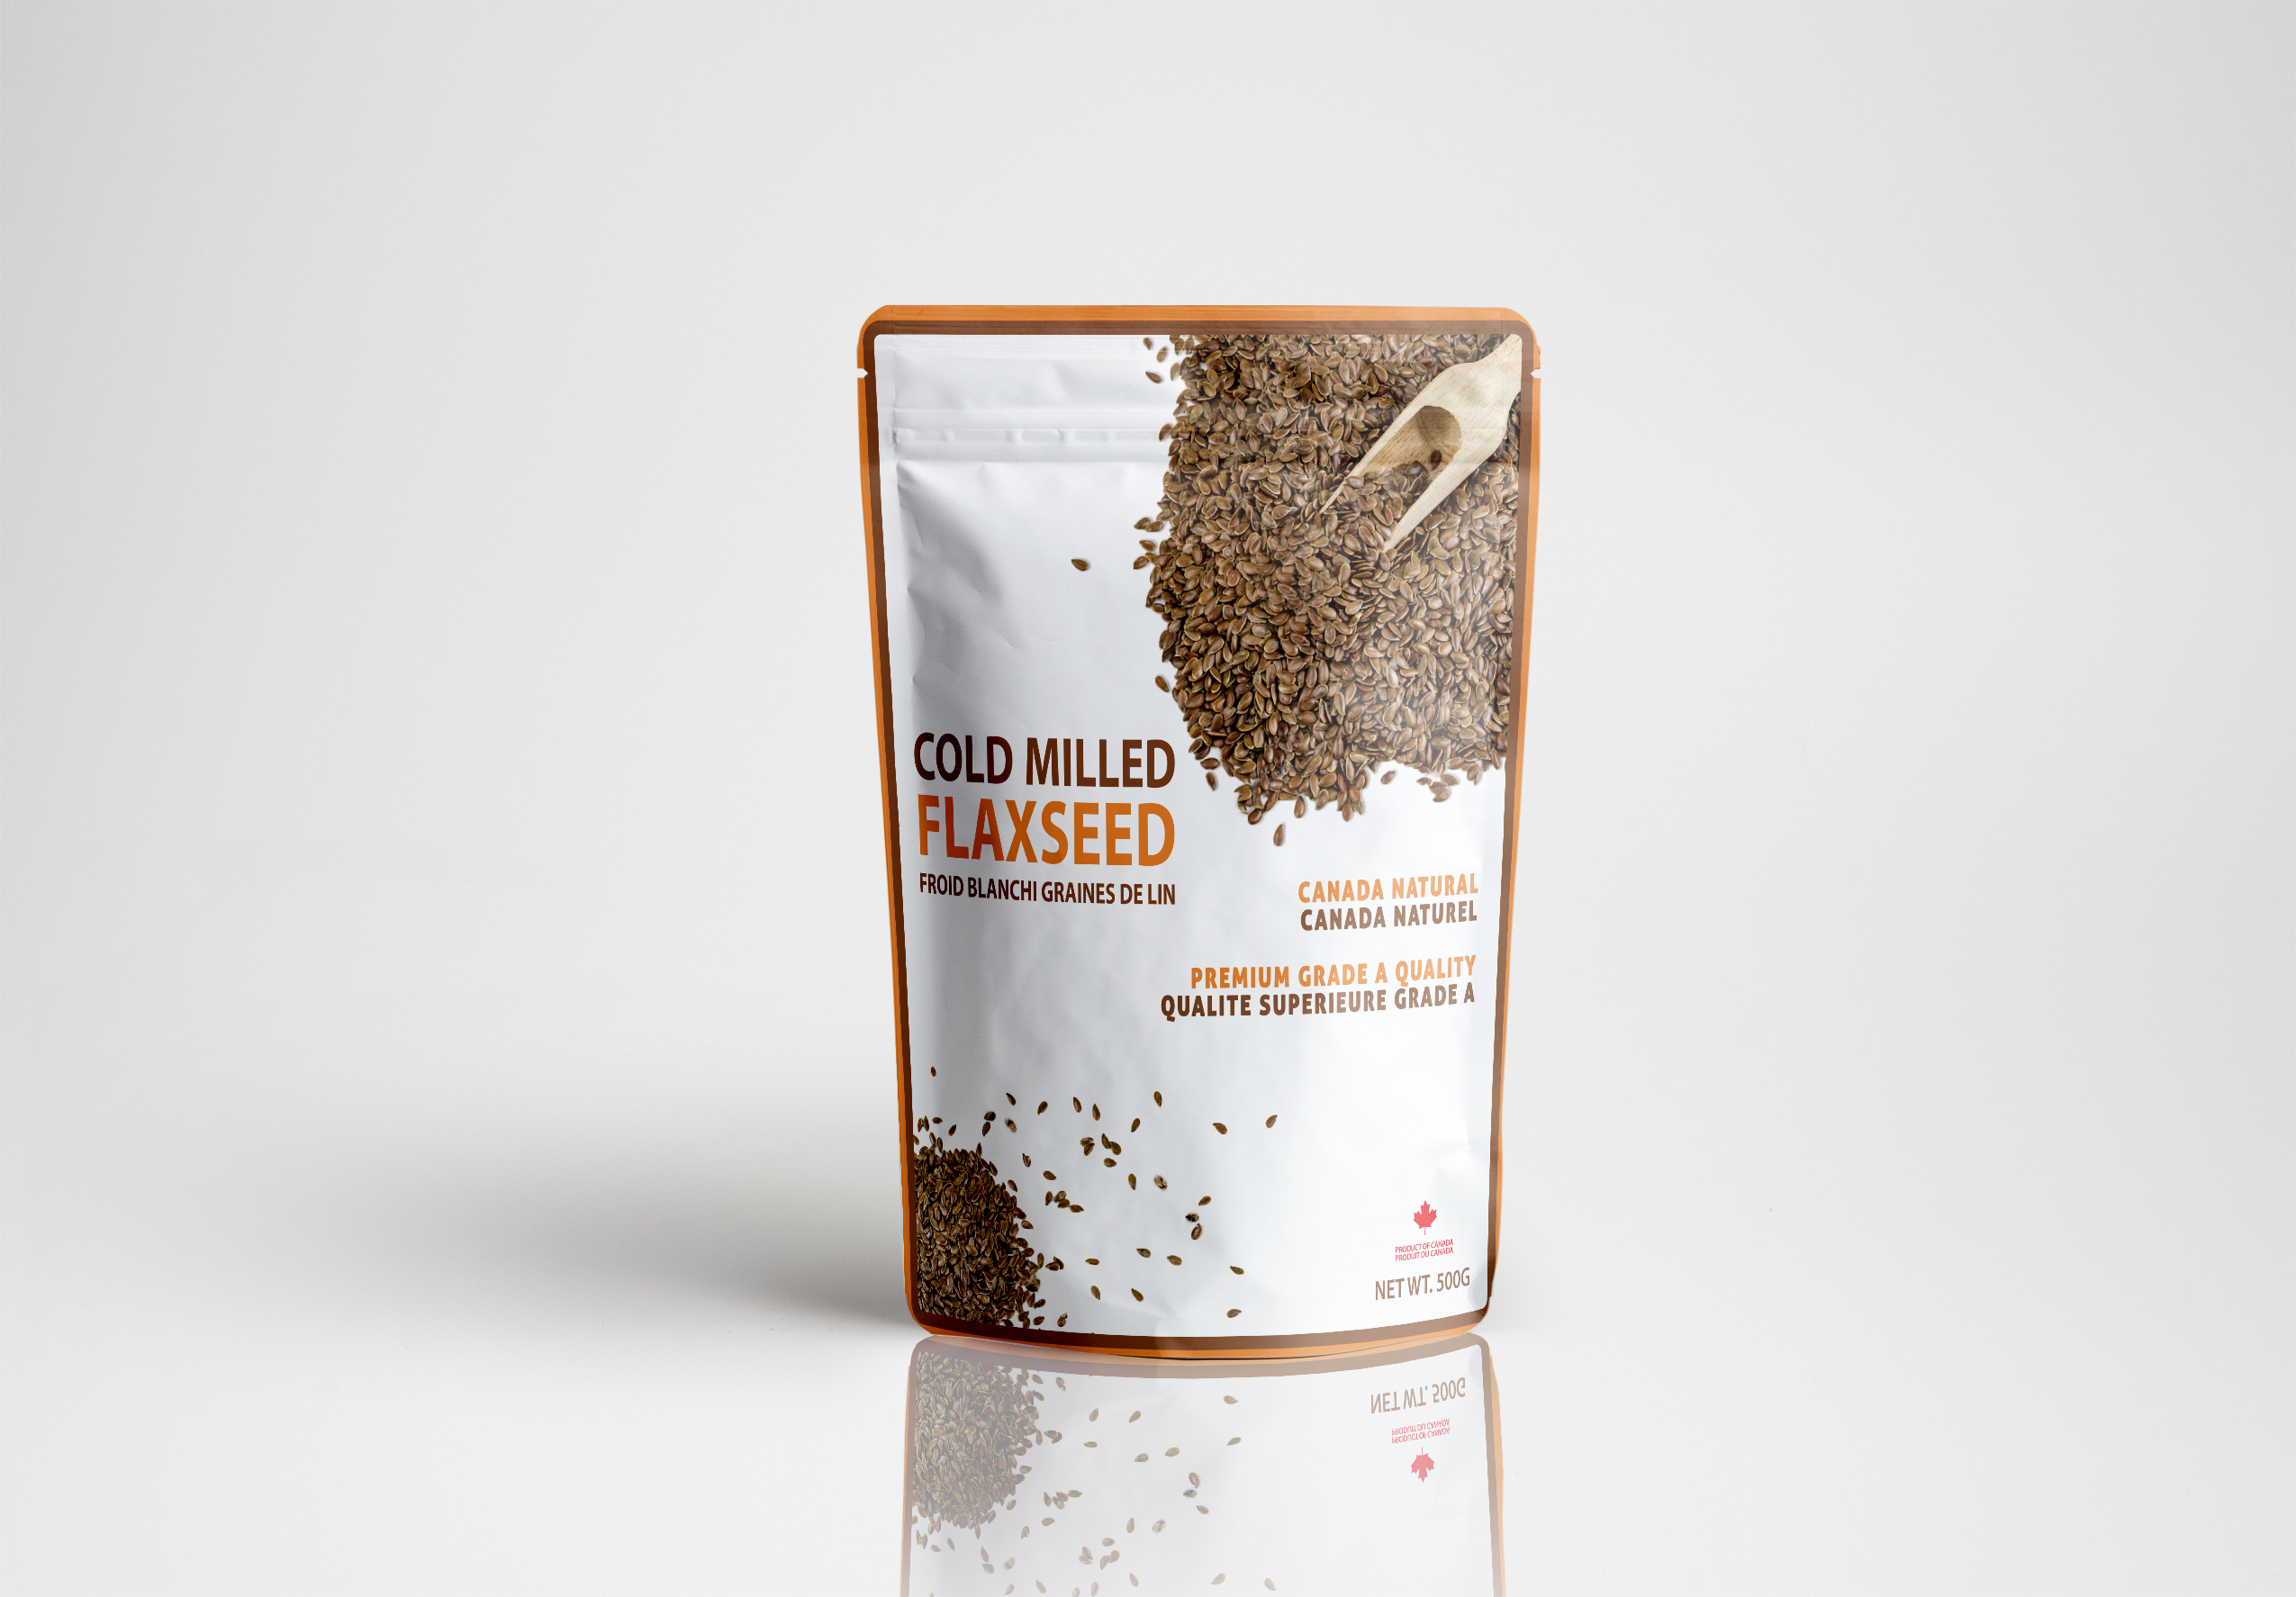 COLD MILLED
FLAXSEED
FROID BLANCHI GRAINES DE LIN
CANADA NATURAL
CANADA NATUREL
PREMIUM GRADE A QUALITY
QUALITE SUPERIEURE GRADE A
PRODUCT OF CANADA
PRODUIT DU CANADA
NET WT. 500G